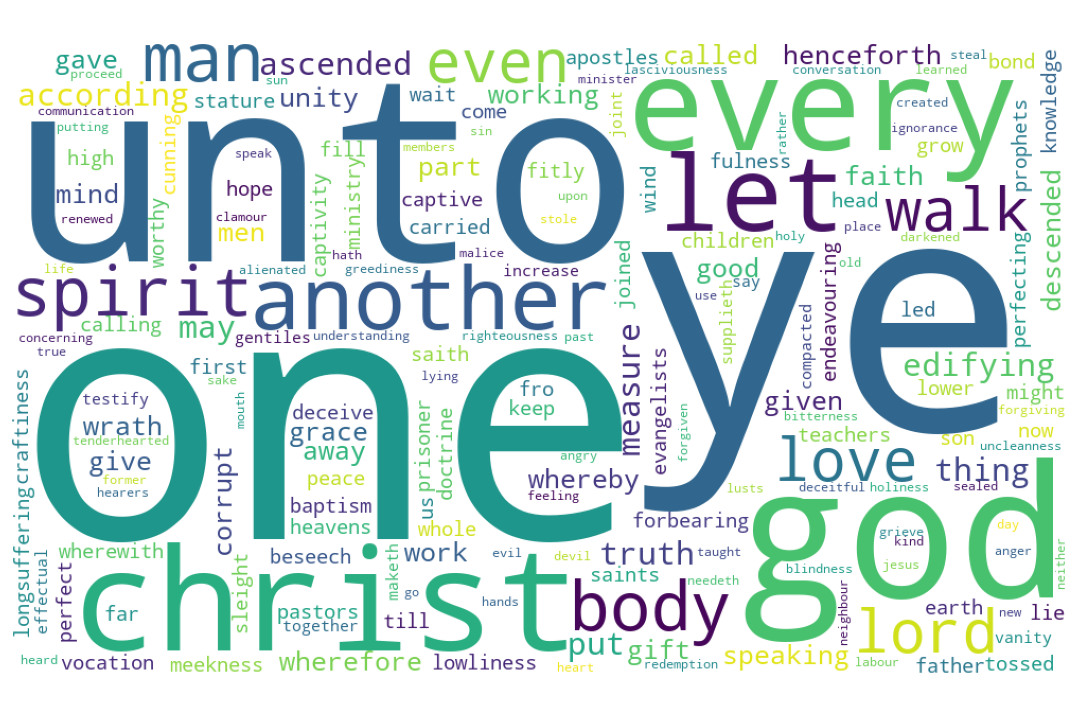 gave
proceed
man
ascended
sun
even
apostles
lasciviousness
minister
called
henceforth
conversation
steal
learned
bond
knowledge
according
stature
unity
wait
come
working
joint
every
created
ignorance
grow
prophets
communication
putting
high
cunning
unto
speak
fill
members
sin
part
fitly
rather
fulness
wind
let
faith
head
walk
mind
renewed
hope
clamour
men
worthy
captivity
ministry
captive
carried
upon
stole
children
holy
place
darkened
descended
perfecting
life
alienated
hath
greediness
malice
increase
joined
good
say
use
supplieth
old
endeavouring
ye
led
spirit
another
calling
may
gentiles
understanding
righteousness
past
concerning
true
first
sake
saith
lying
measure
evangelists
compacted
edifying
lower
might
forgiving
one
testify
wrath
tenderhearted
give
former
hearers
mouth
deceive
grace
away
peace
baptism
heavens
fro
keep
angry
prisoner
doctrine
us
whole
whereby
feeling
forgiven
given
bitterness
teachers
son
now
uncleanness
love
thing
lusts
deceitful
holiness
sealed
longsuffering
craftiness
effectual
corrupt
forbearing
god
grieve
kind
jesus
day
anger
neither
wherewith
perfect
beseech
work
evil
devil
truth
taught
saints
needeth
blindness
christ
far
sleight
pastors
together
maketh
go
hands
till
body
neighbour
earth
new
lie
lord
vanity
heard
vocation
meekness
wherefore
lowliness
heart
put
gift
redemption
speaking
labour
father
tossed